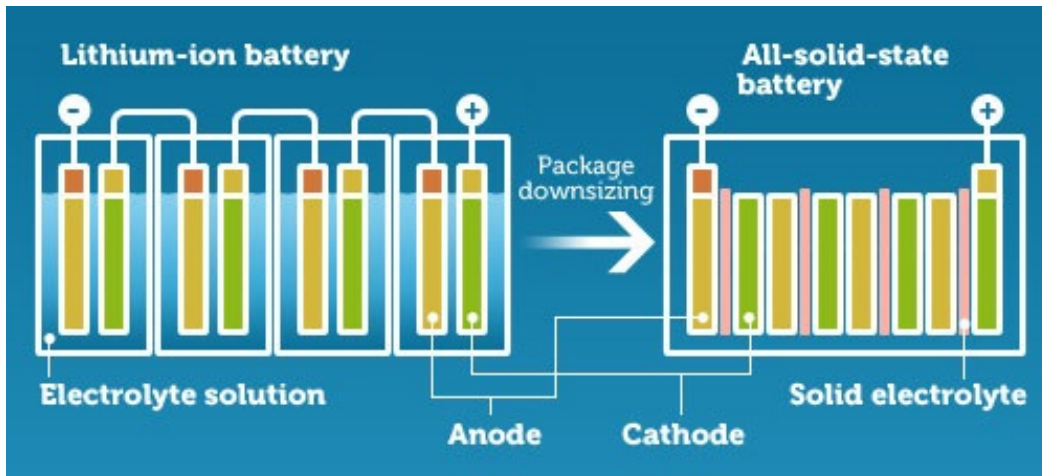 Lithium-ion battery
All-solid-state
battery
-
+
-
+
Package
downsizing
Electrolyte solution
Solid electrolyte
Anode
Cathode